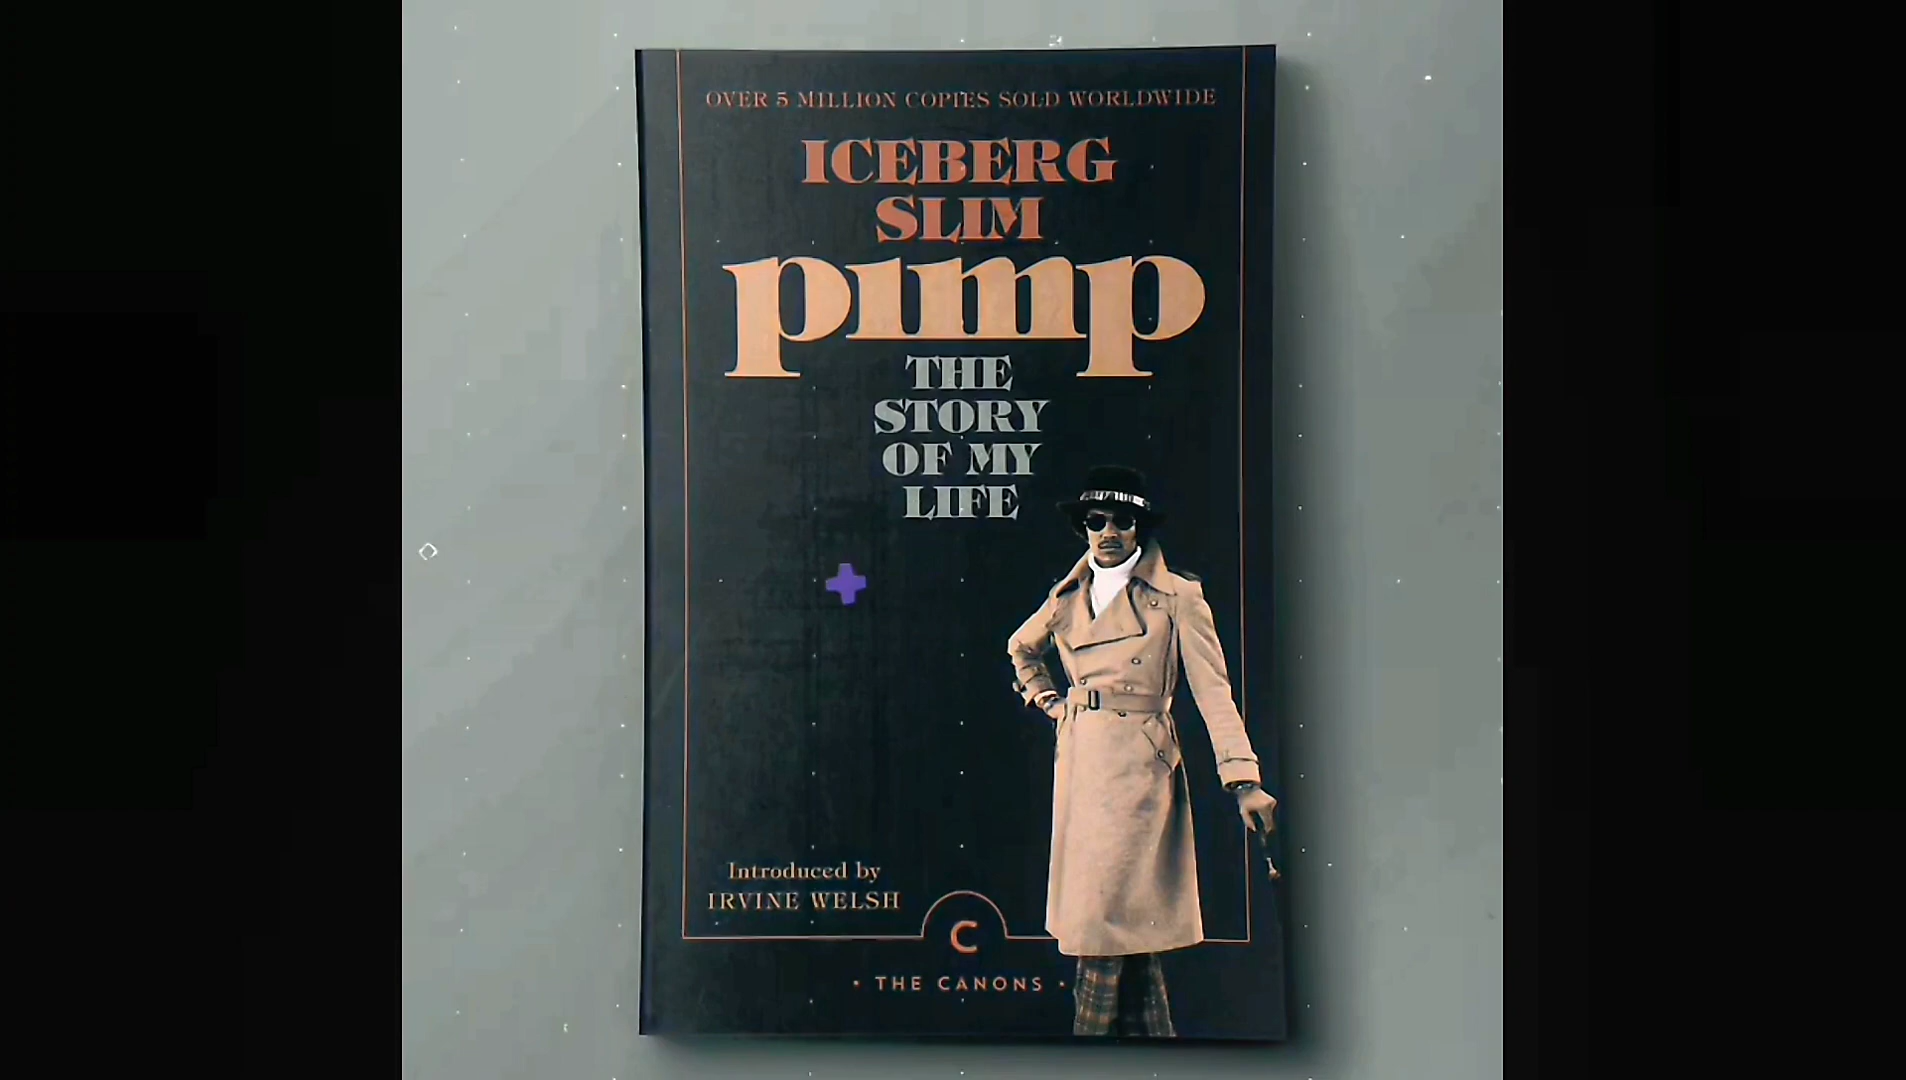 OVER 5 MILLION COPIES SOLD WORLDWIDE
ICEBERG
SLIM
pimp
THE
STORY
OF MY
LIFE
Introduced by
IRVINE WELSH
C
• THE CANONS •